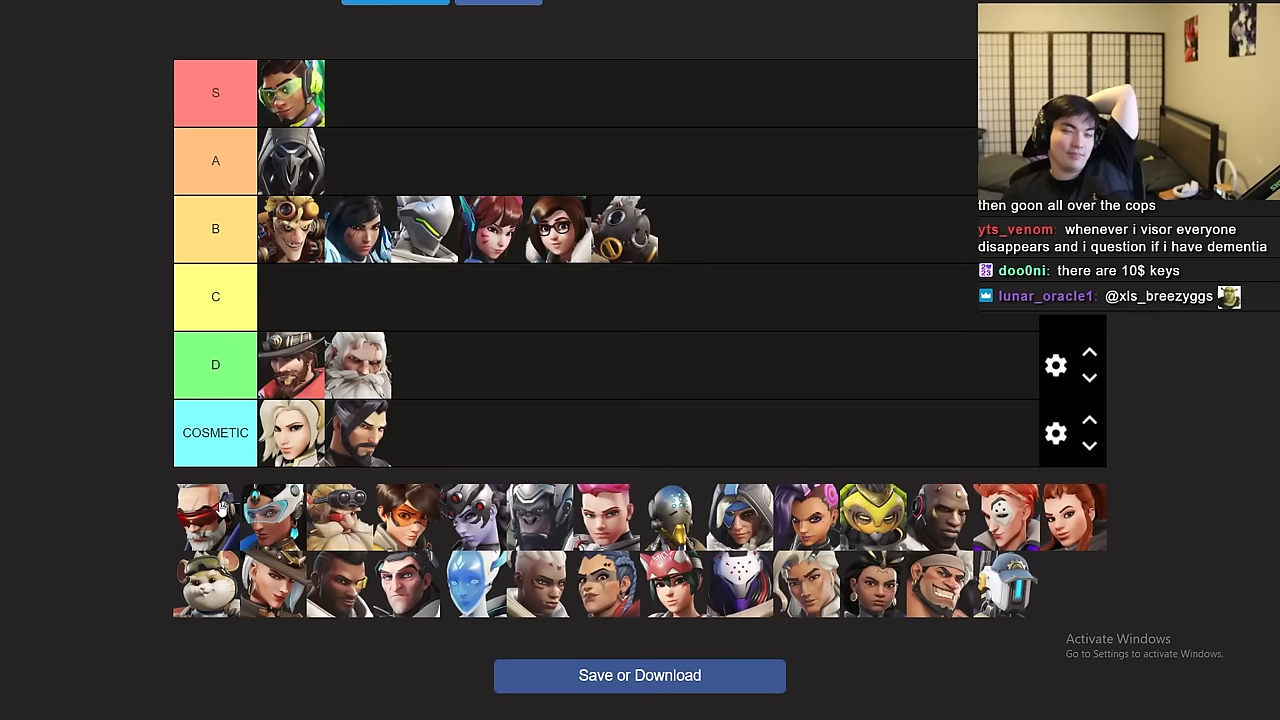 S
A
B
C
D
COSMETIC
then goon all over the cops
yts_venom: whenever i visor everyone
disappears and i question if i have dementia
doo0ni: there are 10$ keys
lunar_oracle1: @xls_breezyggs
Activate Windows
Go to Settings to activate Windows.
Save or Download